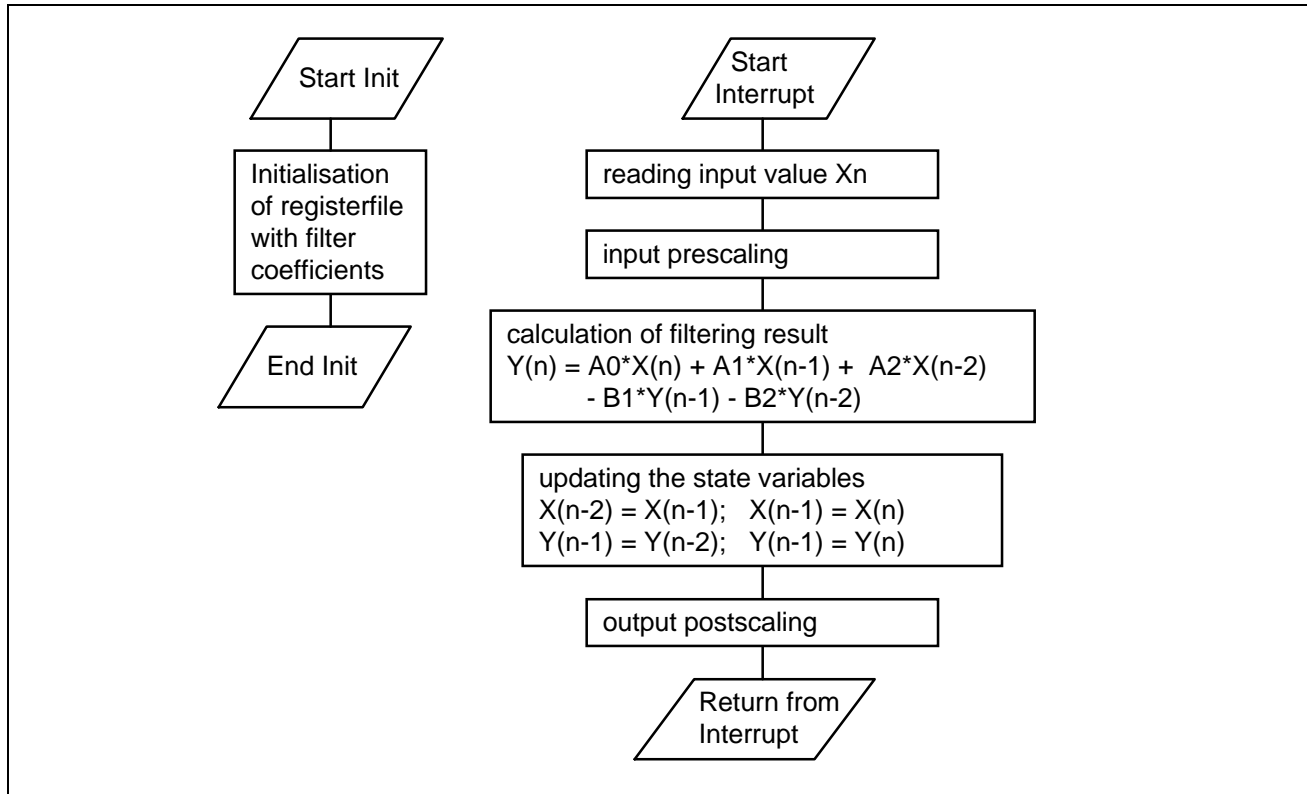 Start Init
Initialisation
of registerfile
with filter
coefficients
End Init
Start
Interrupt
reading input value Xn
input prescaling
calculation of filtering result
Y(n) = A0*X(n) + A1*X(n-1) + A2*X(n-2)
- B1*Y(n-1) - B2*Y(n-2)
updating the state variables
X(n-2) = X(n-1); X(n-1) = X(n)
Y(n-1) = Y(n-2); Y(n-1) = Y(n)
output postscaling
Return from
Interrupt